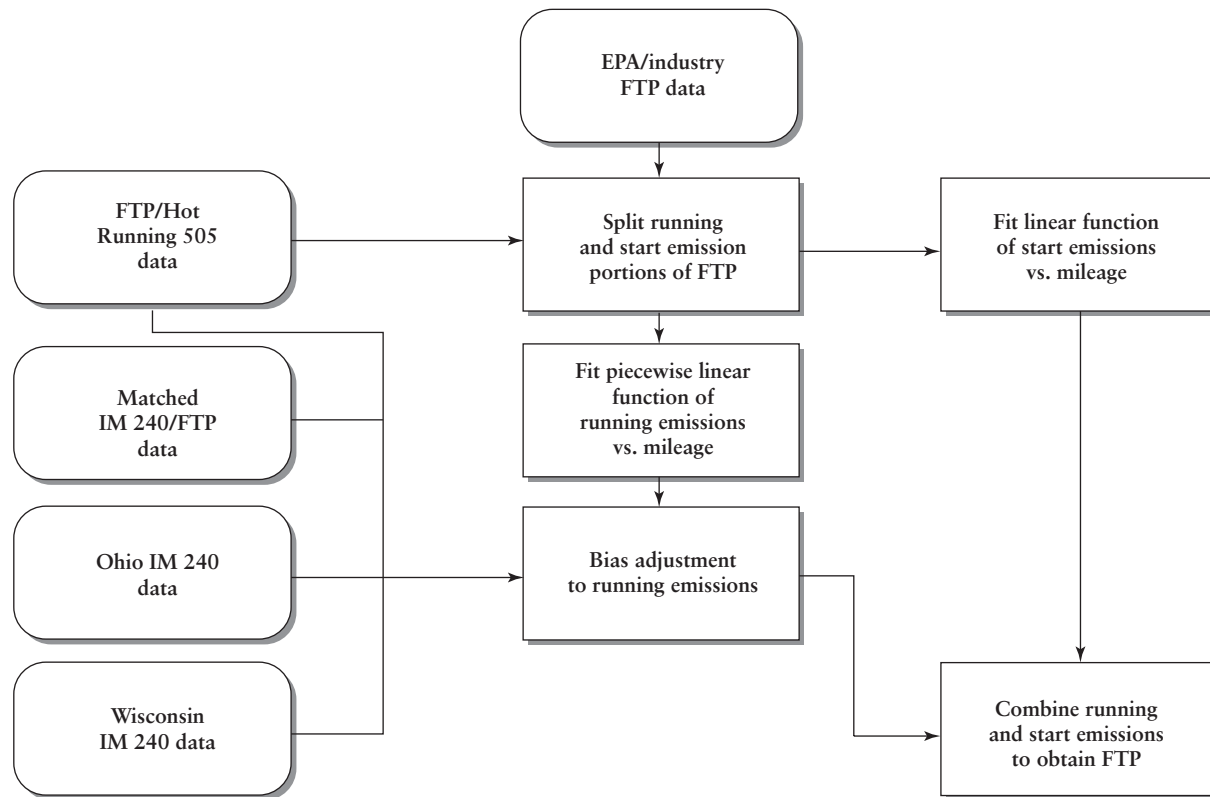 EPA/industry
FTP data
FTP/Hot
Running 505
data
Split running
and start emission
portions of FTP
Fit linear function
of start emissions
vs. mileage
Matched
IM 240/FTP
data
Fit piecewise linear
function of
running emissions
vs. mileage
Ohio IM 240
data
Bias adjustment
to running emissions
Wisconsin
IM 240 data
Combine running
and start emissions
to obtain FTP